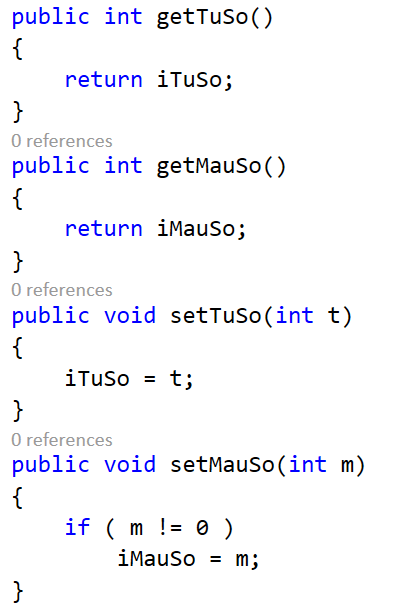 public int getTuSo()
{
    return iTuSo;
}
0 references
public int getMauSo()
{
    return iMauSo;
}
0 references
public void setTuSo(int t)
{
    iTuSo = t;
}
0 references
public void setMauSo(int m)
{
    if ( m != 0 )
        iMauSo = m;
}